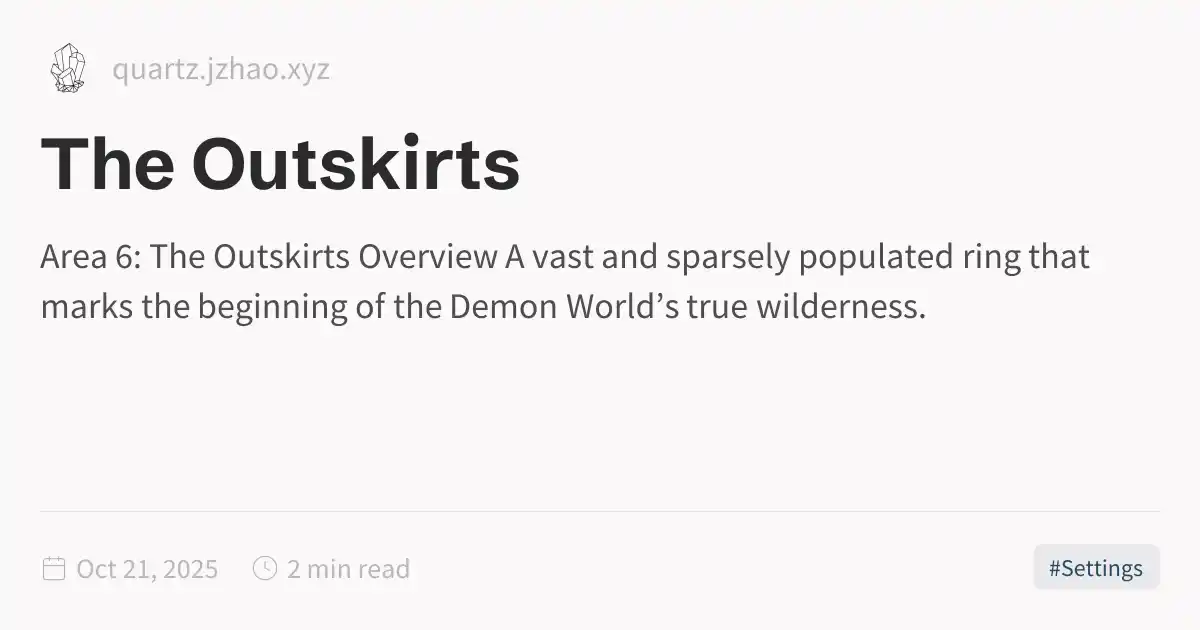 quartz.jzhao.xyz
The Outskirts
Area 6: The Outskirts Overview A vast and sparsely populated ring that
marks the beginning of the Demon World’s true wilderness.
Oct 21, 2025 2 min read #Settings